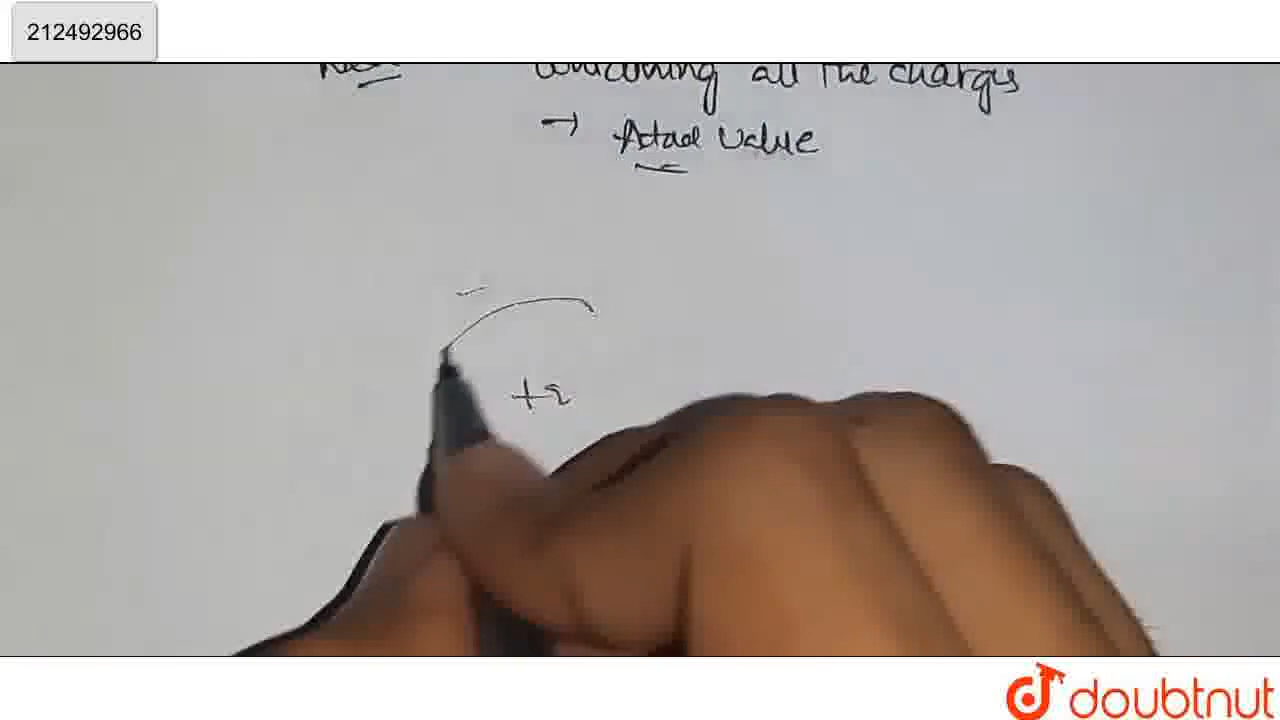 212492966
all the charges
→ Actual value
−
+2
doubtnut